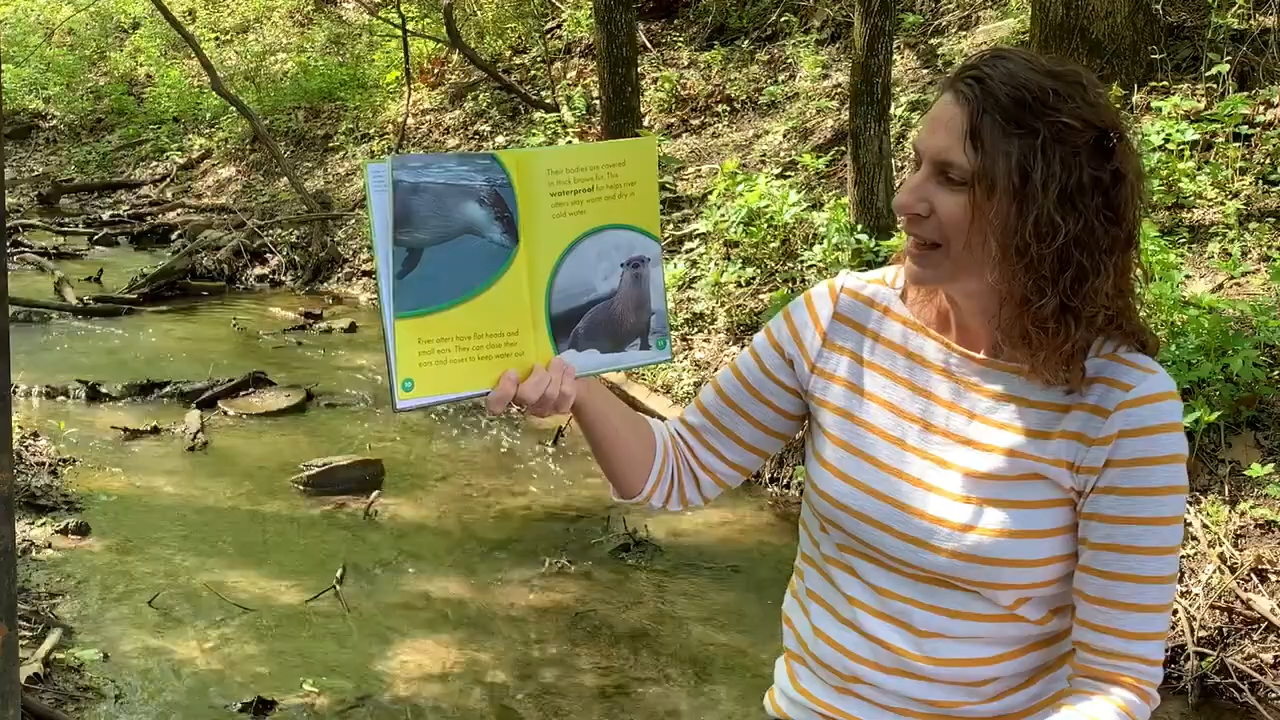 River otters have flat heads and
small ears. They can close their
ears and noses to keep water out.
10
Their bodies are covered
in thick brown fur. This
waterproof fur helps river
otters stay warm and dry in
cold water.
11